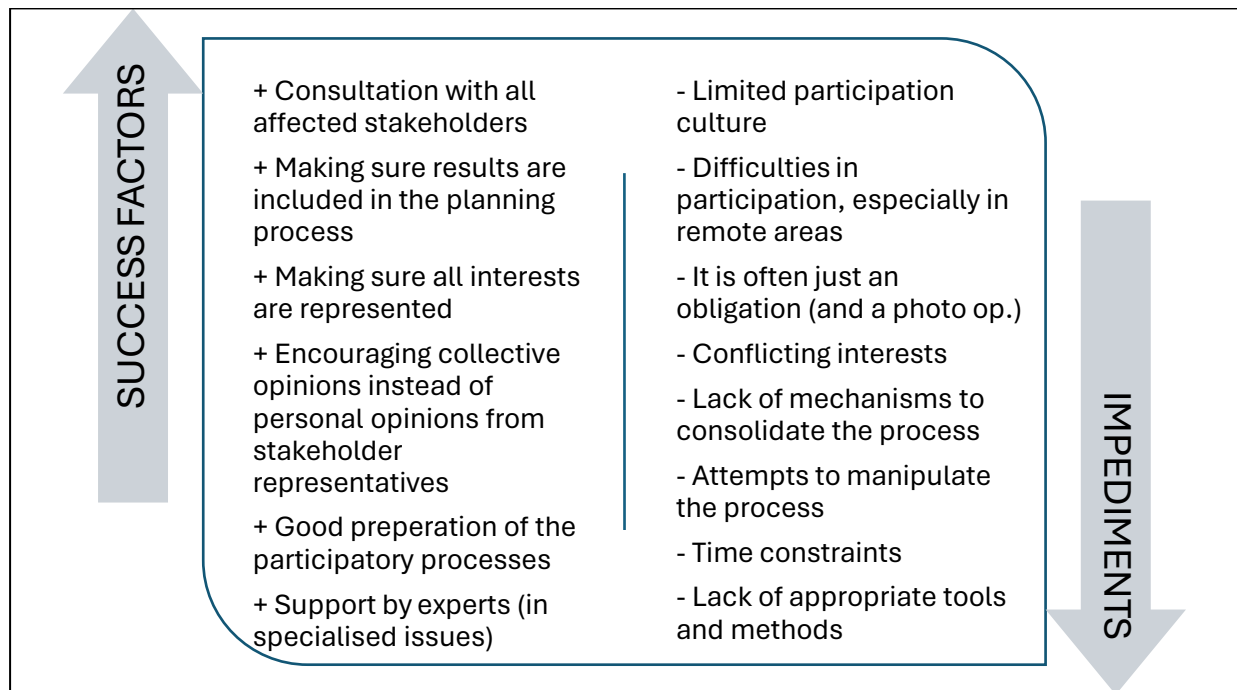 SUCCESS FACTORS
+ Consultation with all
affected stakeholders
+ Making sure results are
included in the planning
process
+ Making sure all interests
are represented
+ Encouraging collective
opinions instead of
personal opinions from
stakeholder
representatives
+ Good preperation of the
participatory processes
+ Support by experts (in
specialised issues)
- Limited participation
culture
- Difficulties in
participation, especially in
remote areas
- It is often just an
obligation (and a photo op.)
- Conflicting interests
- Lack of mechanisms to
consolidate the process
- Attempts to manipulate
the process
- Time constraints
- Lack of appropriate tools
and methods
IMPEDIMENTS